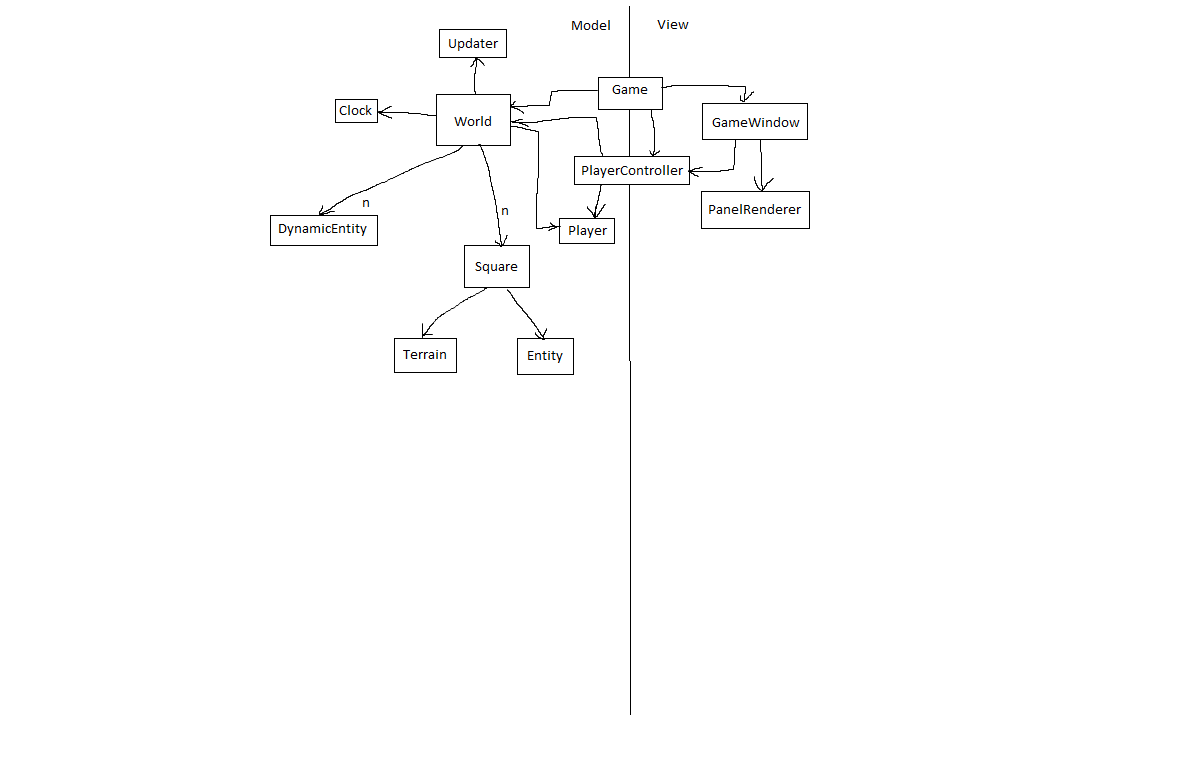 Model
View
Updater
Game
Clock
World
GameWindow
PlayerController
n
n
PanelRenderer
DynamicEntity
Player
Square
Terrain
Entity